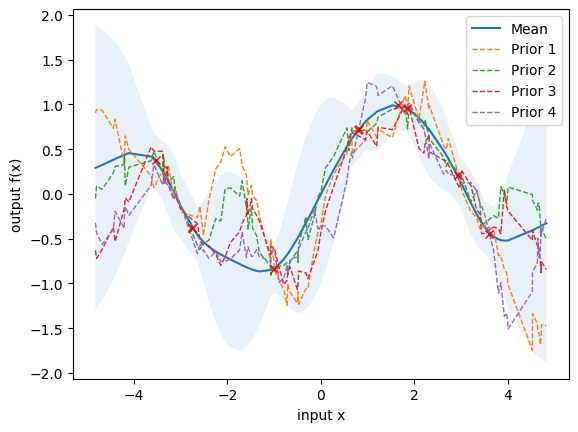 2.0
1.5
1.0
0.5
0.0
−0.5
−1.0
−1.5
−2.0
output f(x)
Mean
Prior 1
Prior 2
Prior 3
Prior 4
−4 −2 0 2 4
input x